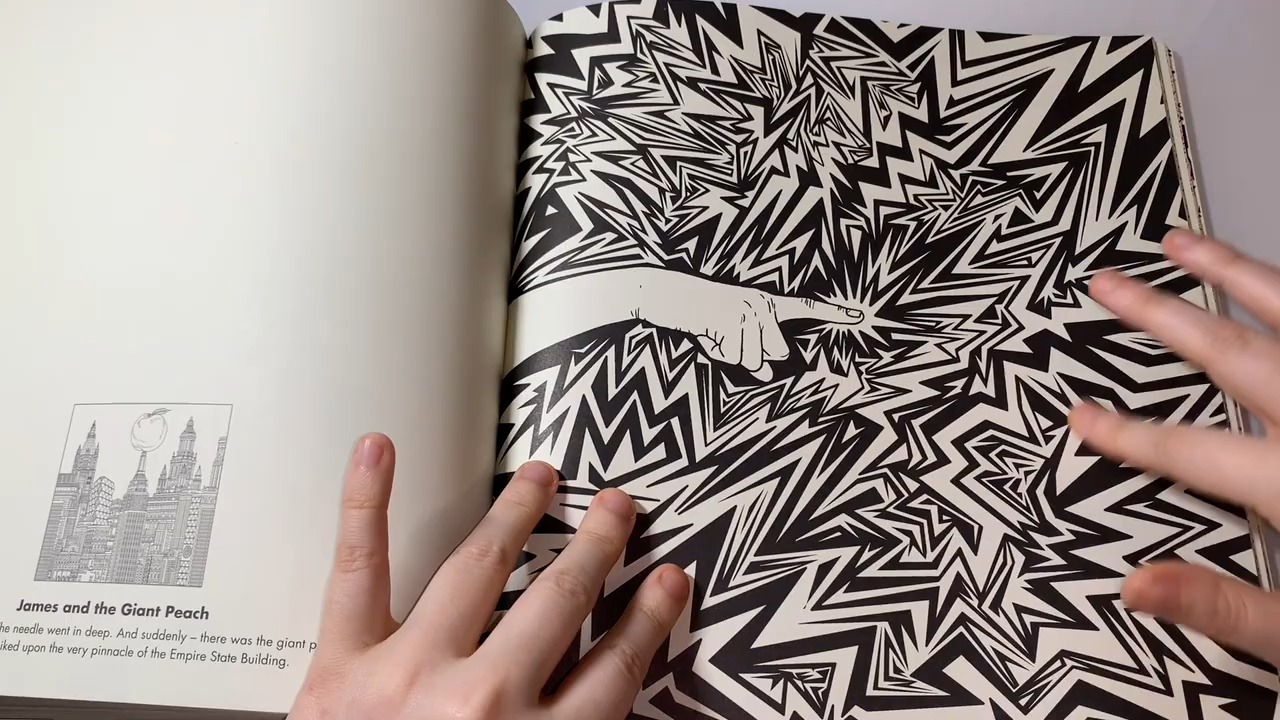 James and the Giant Peach
he needle went in deep. And suddenly – there was the giant p
iked upon the very pinnacle of the Empire State Building.